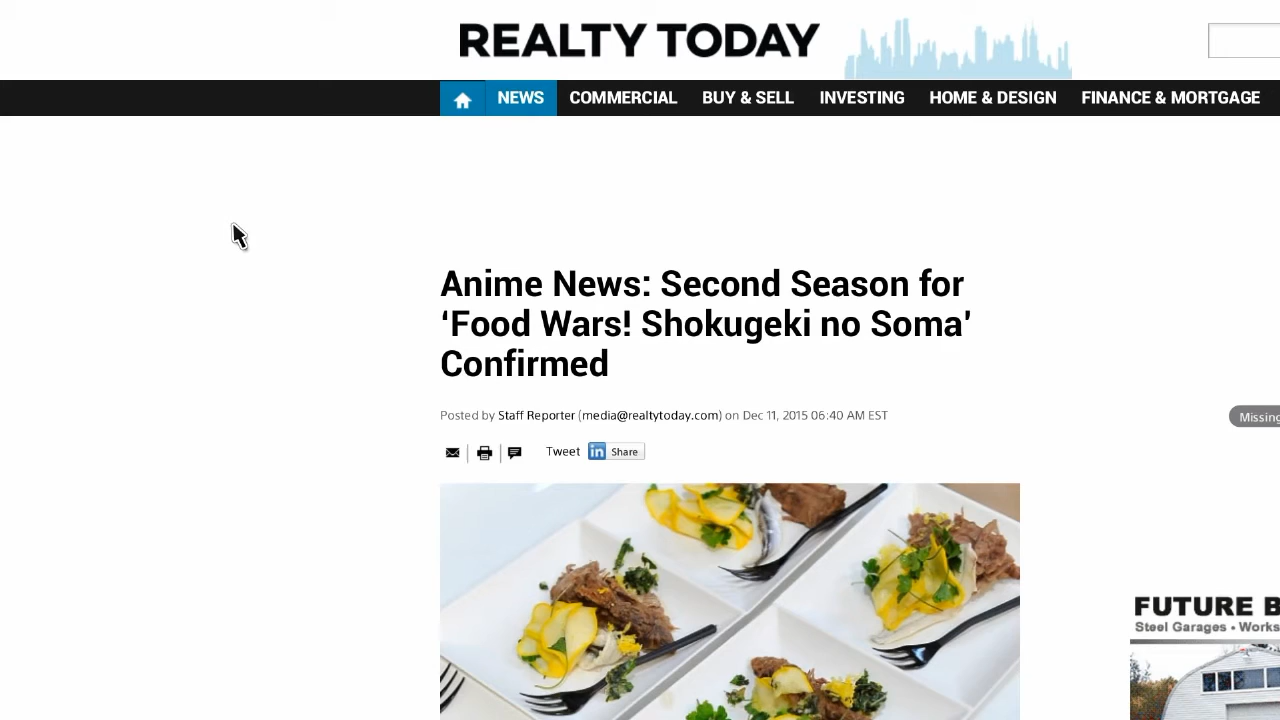 REALTY TODAY
NEWS COMMERCIAL BUY & SELL INVESTING HOME & DESIGN FINANCE & MORTGAGE
Anime News: Second Season for
‘Food Wars! Shokugeki no Soma’
Confirmed
Posted by Staff Reporter (media@realtytoday.com) on Dec 11, 2015 06:40 AM EST
Missing
Tweet in Share
FUTURE B
Steel Garages • Works